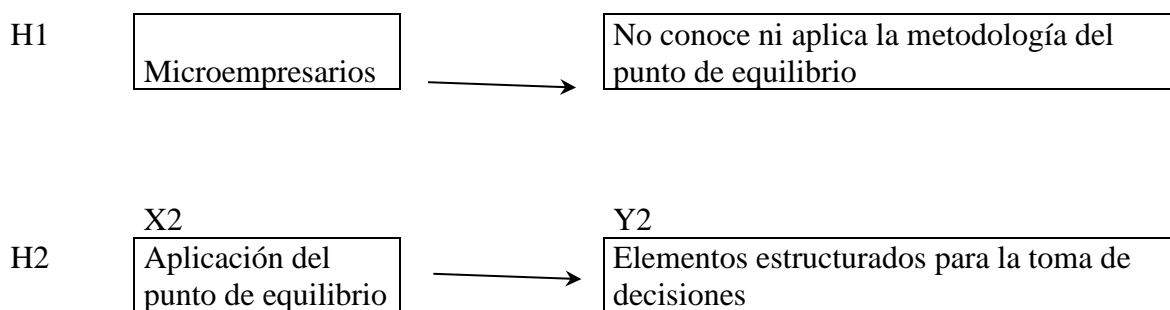 H1
No conoce ni aplica la metodología del
Microempresarios
punto de equilibrio
X2
Y2
H2
Aplicación del
punto de equilibrio
Elementos estructurados para la toma de
decisiones